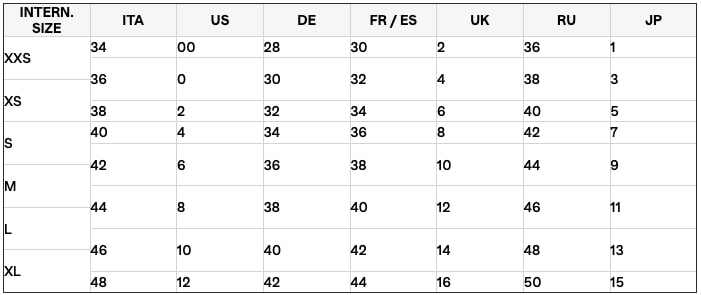 INTERN. SIZE ITA US DE FR / ES UK RU JP
XXS
34 00 28 30 2 36 1
36 0 30 32 4 38 3
XS
38 2 32 34 6 40 5
40 4 34 36 8 42 7
S
42 6 36 38 10 44 9
M
44 8 38 40 12 46 11
L
46 10 40 42 14 48 13
XL
48 12 42 44 16 50 15